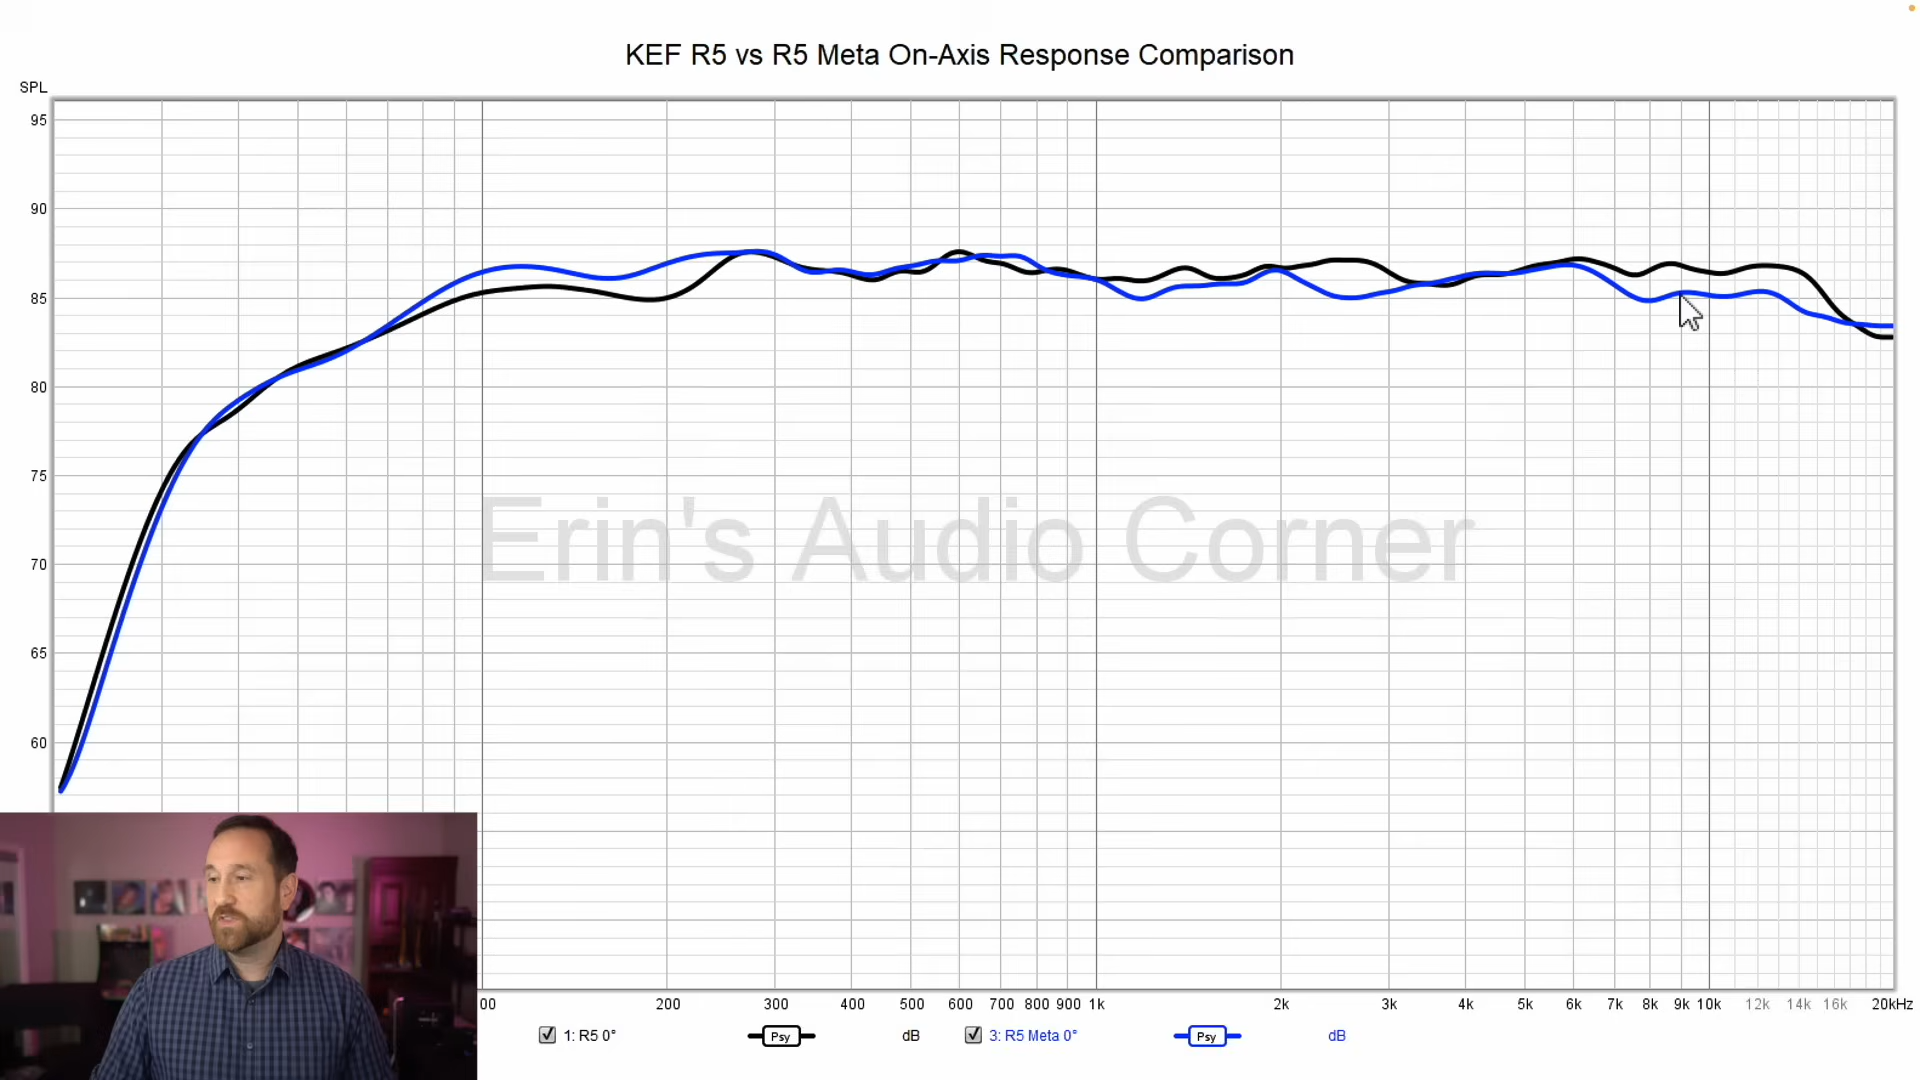 KEF R5 vs R5 Meta On-Axis Response Comparison
SPL
95
90
85
80
75
70
65
60
Erin's Audio Corner
00 200 300 400 500 600 700 800 900 1k 2k 3k 4k 5k 6k 7k 8k 9k 10k 12k 14k 16k 20kHz
1: R5 0° Psy dB 3: R5 Meta 0° Psy dB